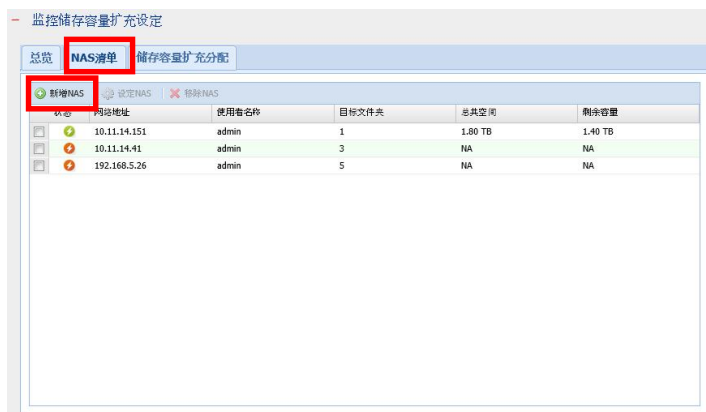 监控储存容量扩充设定
总览 NAS清单 储存容量扩充分配
新增NAS 设定NAS 移除NAS
状态 网络地址 使用者名称 目标文件夹 总共空间 剩余容量
10.11.14.151 admin 1 1.80 TB 1.40 TB
10.11.14.41 admin 3 NA NA
192.168.5.26 admin 5 NA NA